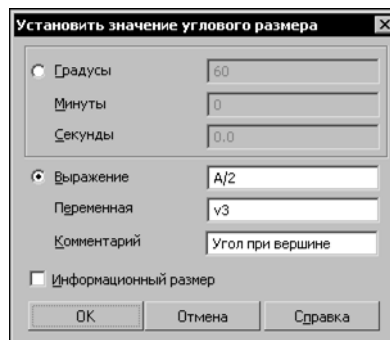 Установить значение углового размера
Градусы 60
Минуты 0
Секунды 0.0
Выражение A/2
Переменная v3
Комментарий Угол при вершине
Информационный размер
OK Отмена Справка